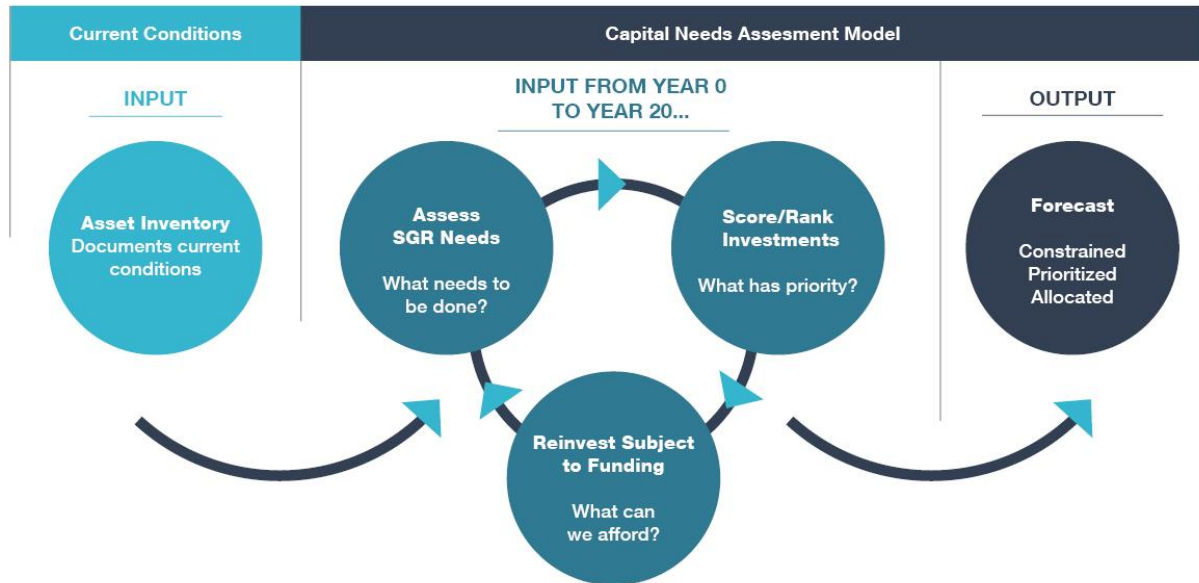 Current Conditions
Capital Needs Assesment Model
INPUT
INPUT FROM YEAR 0
TO YEAR 20...
OUTPUT
Asset Inventory
Documents current
conditions
Assess
SGR Needs
What needs to
be done?
Score/Rank
Investments
What has priority?
Forecast
Constrained
Prioritized
Allocated
Reinvest Subject
to Funding
What can
we afford?